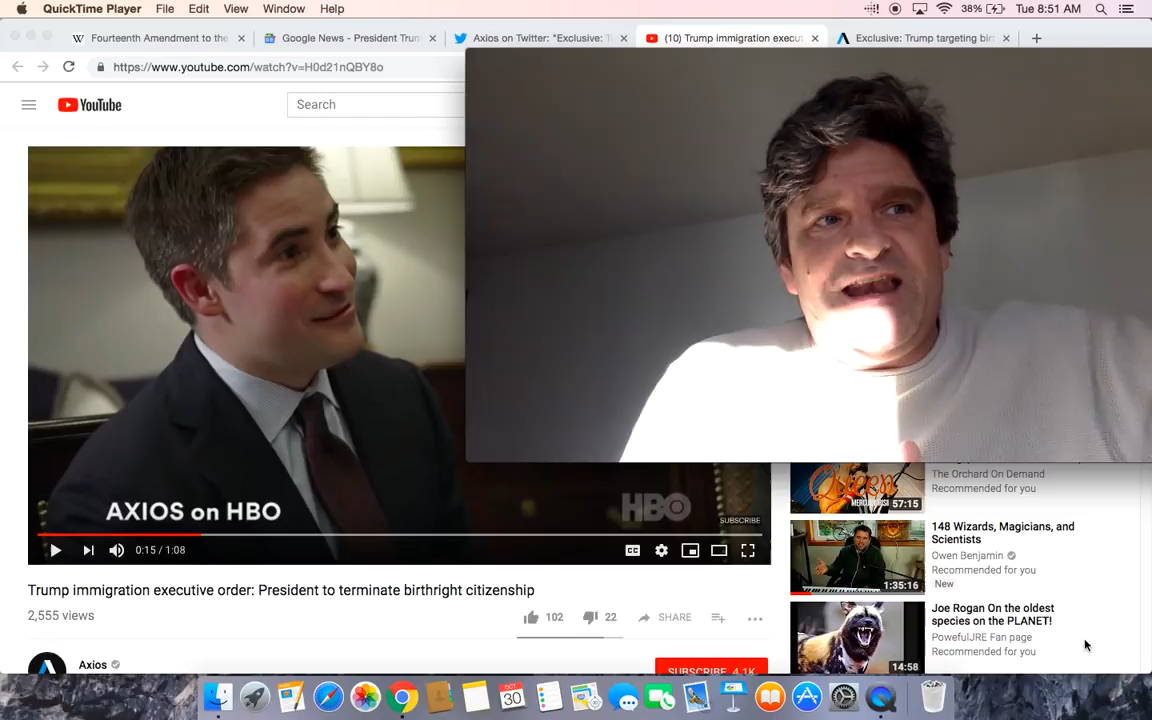 QuickTime Player File Edit View Window Help 38% Tue 8:51 AM
Fourteenth Amendment to the
Google News - President Trum
Axios on Twitter: "Exclusive: T
(10) Trump immigration execut
Exclusive: Trump targeting birt
https://www.youtube.com/watch?v=H0d21nQBY8o
YouTube
Search
AXIOS on HBO
HBO
SUBSCRIBE
0:15 / 1:08
CC
Trump immigration executive order: President to terminate birthright citizenship
2,555 views
102 22 SHARE
Axios
SUBSCRIBE 4.1K
The Orchard On Demand
Recommended for you
Queen
57:15
148 Wizards, Magicians, and
Scientists
Owen Benjamin
Recommended for you
New
1:35:16
Joe Rogan On the oldest
species on the PLANET!
PowefulJRE Fan page
Recommended for you
14:58
OCT
30